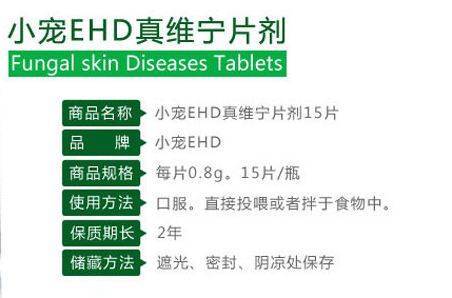 小宠EHD真维宁片剂
Fungal skin Diseases Tablets
商品名称 小宠EHD真维宁片剂15片
品 牌 小宠EHD
商品规格 每片0.8g。15片/瓶
使用方法 口服。直接投喂或者拌于食物中。
保质期长 2年
储藏方法 遮光、密封、阴凉处保存